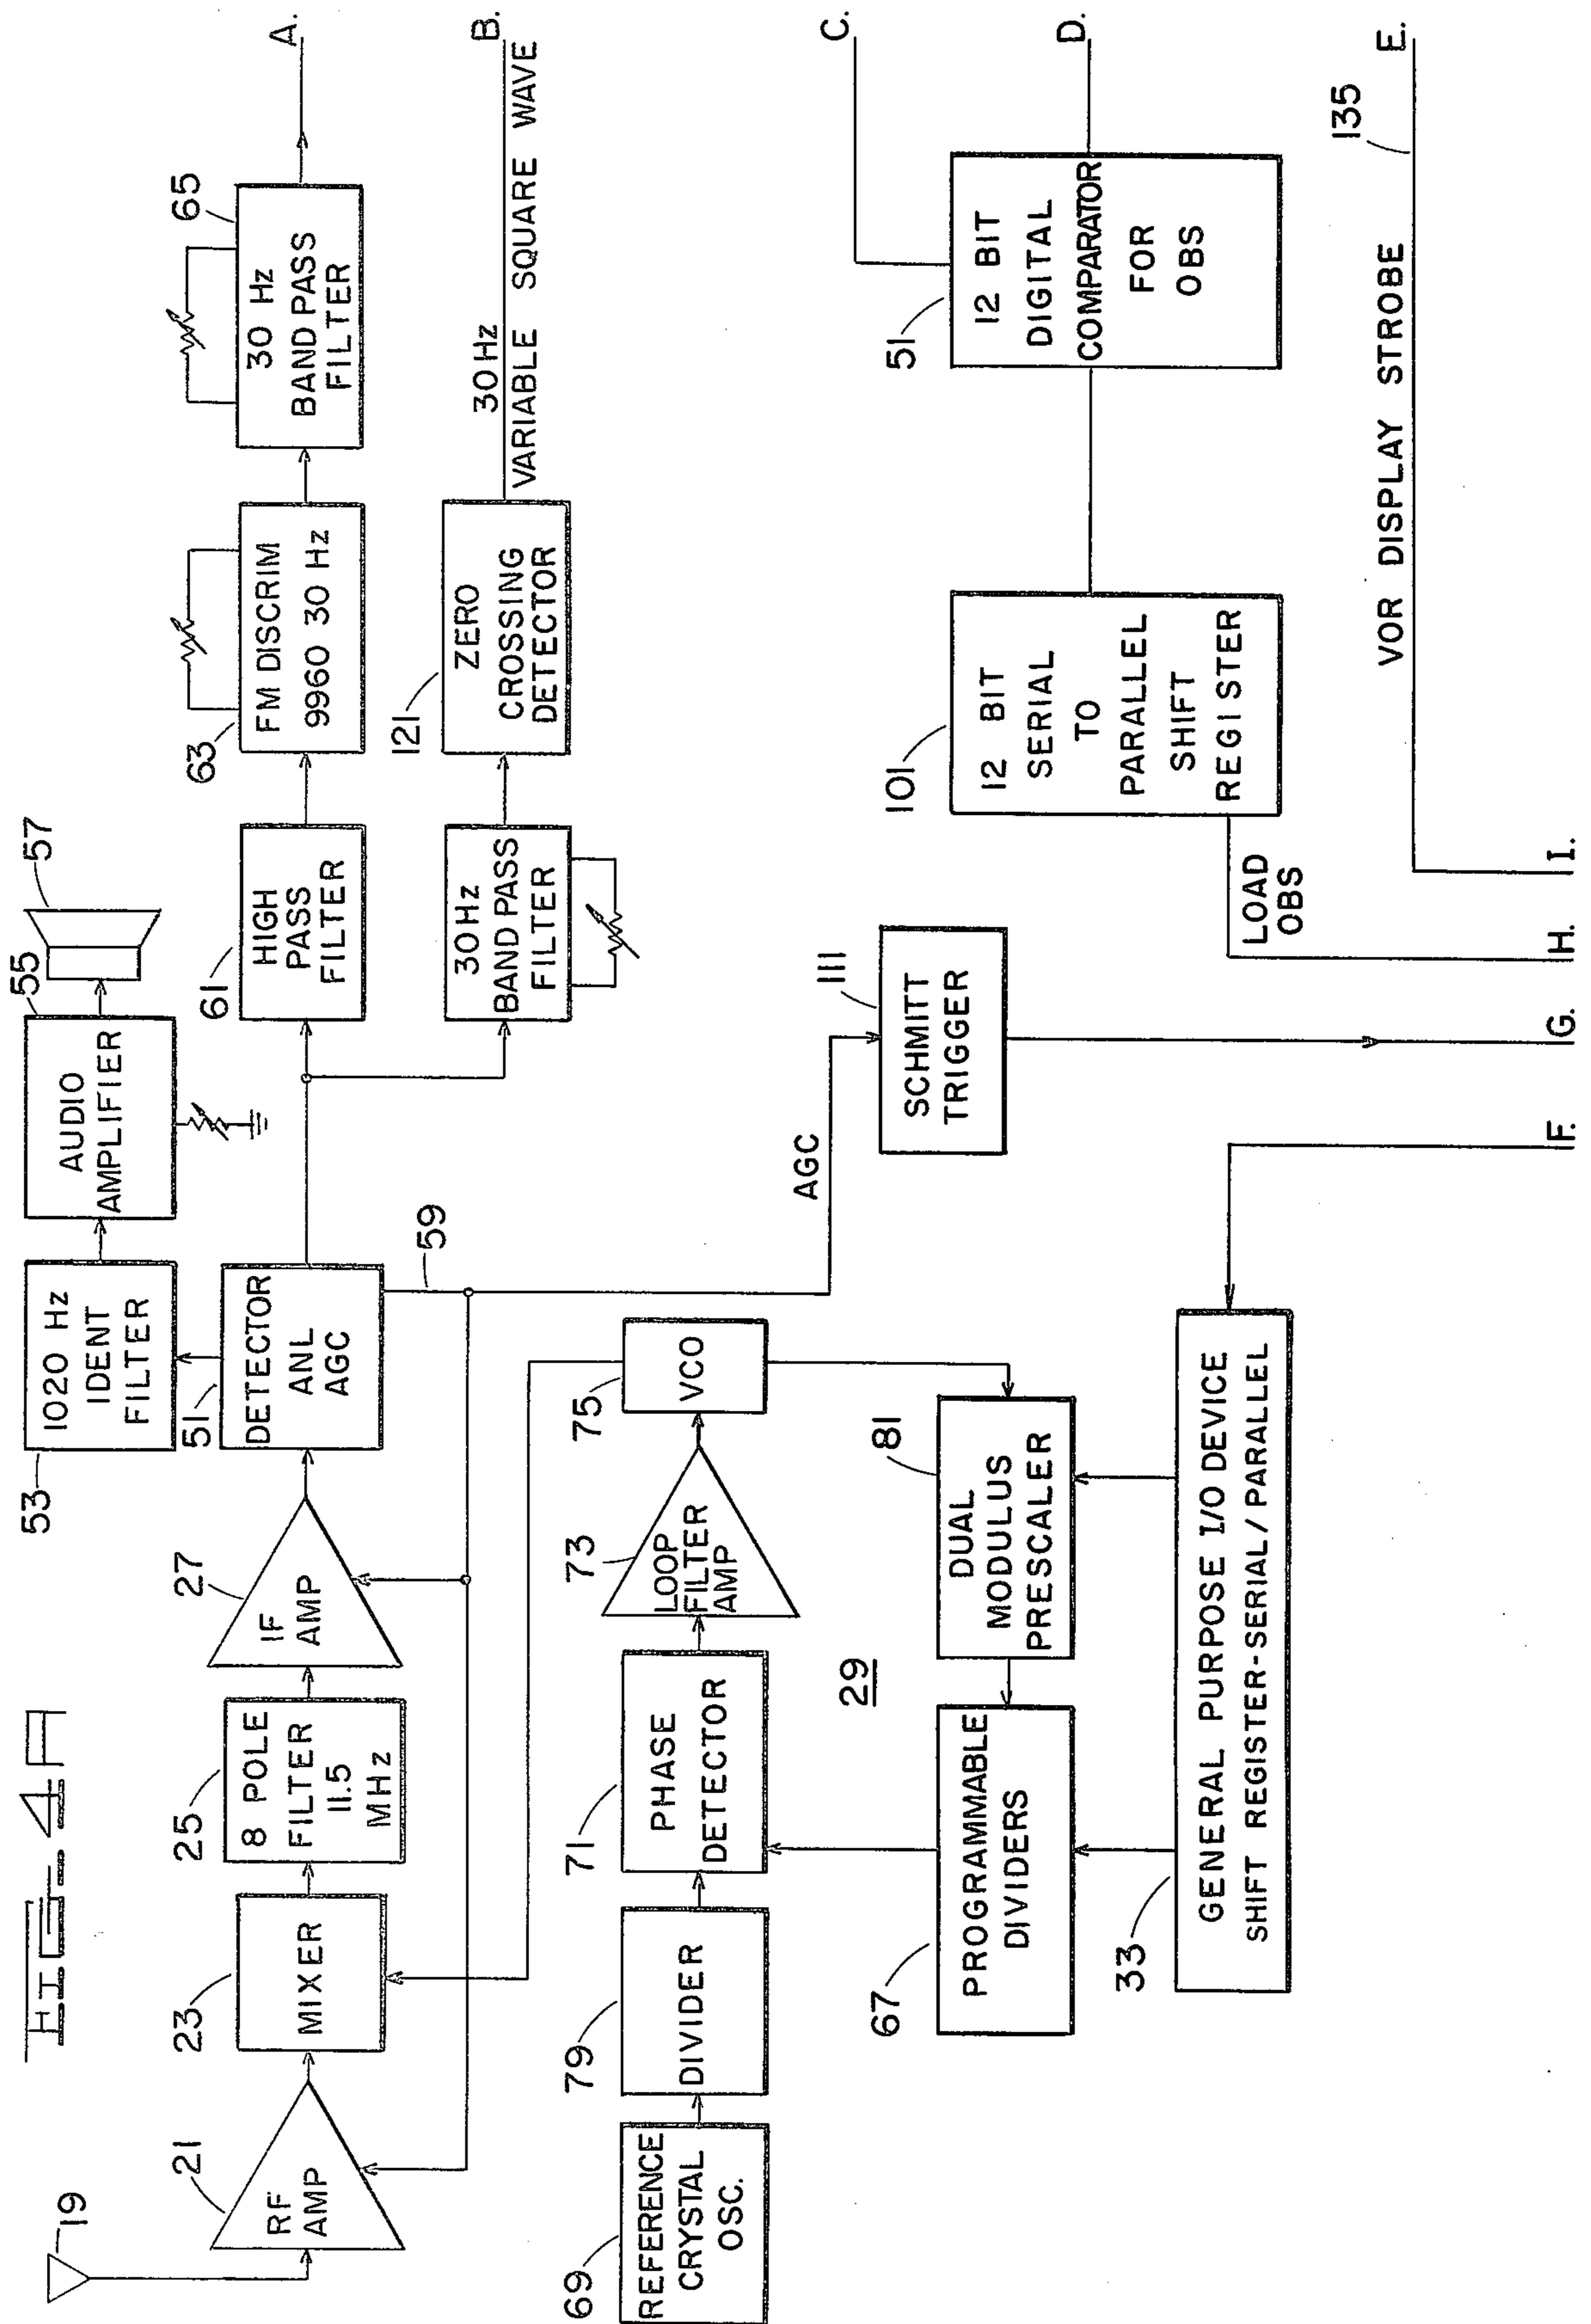 FIG-4A
19
21
RF
AMP
23
MIXER
25
8 POLE
FILTER
11.5
MHz
27
IF
AMP
51
DETECTOR
ANL
AGC
53
1020 Hz
IDENT
FILTER
55
AUDIO
AMPLIFIER
57
59
61
HIGH
PASS
FILTER
63
FM DISCRIM
9960 30 Hz
65
30 Hz
BAND PASS
FILTER
A.
30 Hz
BAND PASS
FILTER
121
ZERO
CROSSING
DETECTOR
30 Hz
VARIABLE SQUARE WAVE
B.
69
REFERENCE
CRYSTAL
OSC.
79
DIVIDER
71
PHASE
DETECTOR
73
LOOP
FILTER
AMP
75
VCO
AGC
111
SCHMITT
TRIGGER
29
67
PROGRAMMABLE
DIVIDERS
81
DUAL
MODULUS
PRESCALER
33
GENERAL PURPOSE I/O DEVICE
SHIFT REGISTER-SERIAL/PARALLEL
101
12 BIT
SERIAL
TO
PARALLEL
SHIFT
REGISTER
LOAD
OBS
51
12 BIT
DIGITAL
COMPARATOR
FOR
OBS
C.
D.
VOR DISPLAY STROBE
135
E.
F.
G.
H.
I.